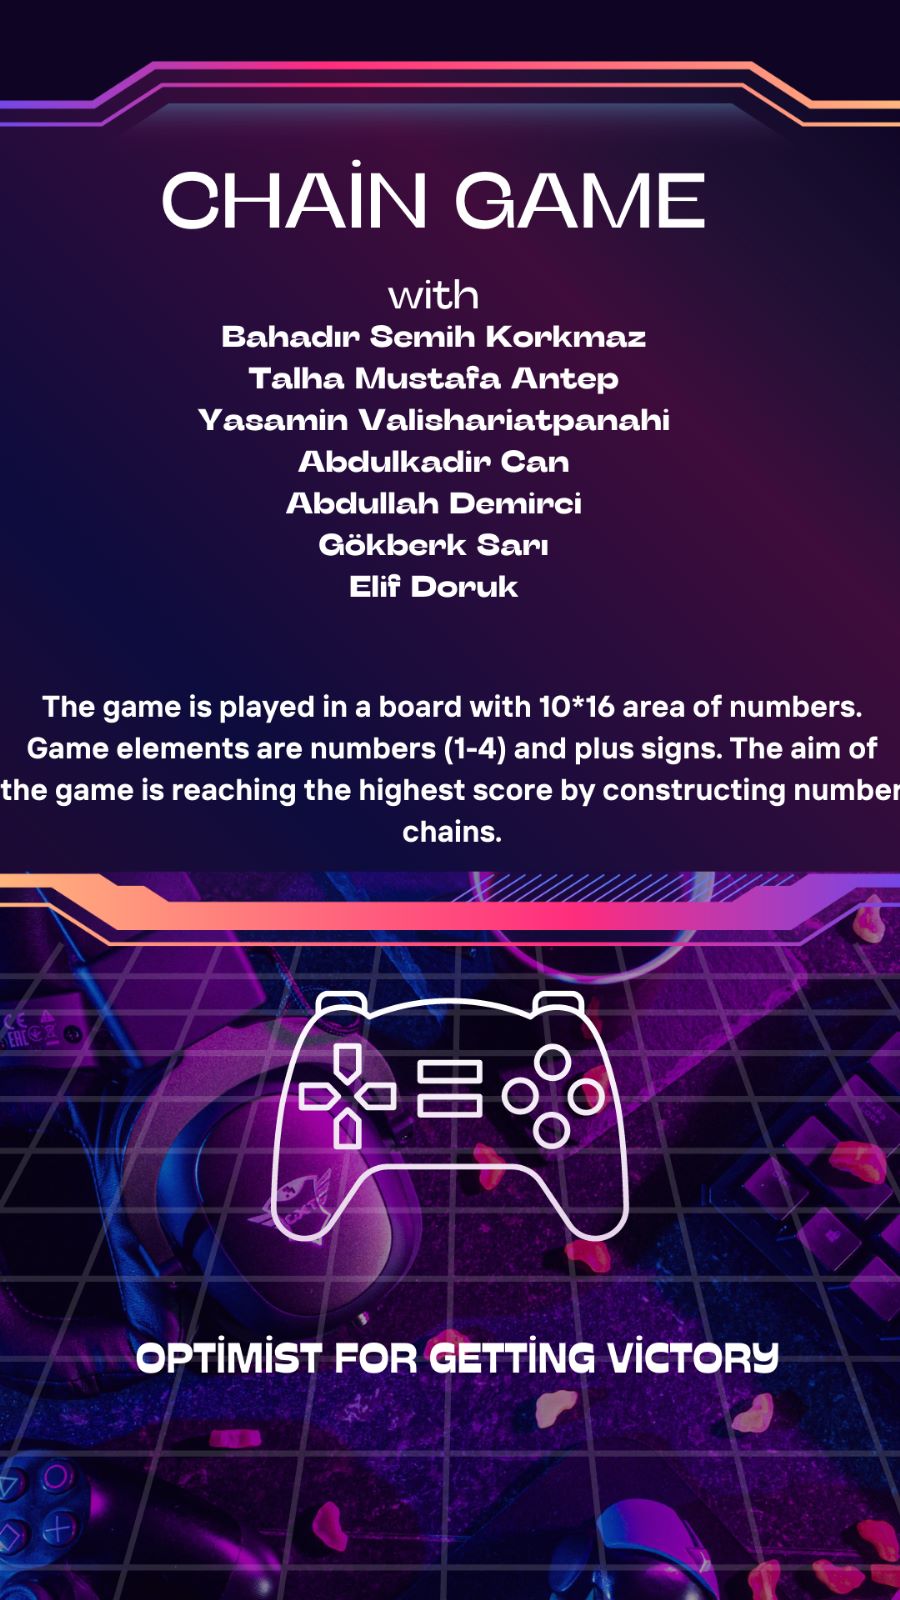 CHAİN GAME
with
Bahadır Semih Korkmaz
Talha Mustafa Antep
Yasamin Valishariatpanahi
Abdulkadir Can
Abdullah Demirci
Gökberk Sarı
Elif Doruk
The game is played in a board with 10*16 area of numbers.
Game elements are numbers (1-4) and plus signs. The aim of
the game is reaching the highest score by constructing number
chains.
CE
EAC
GXT
OPTİMİST FOR GETTİNG VİCTORY